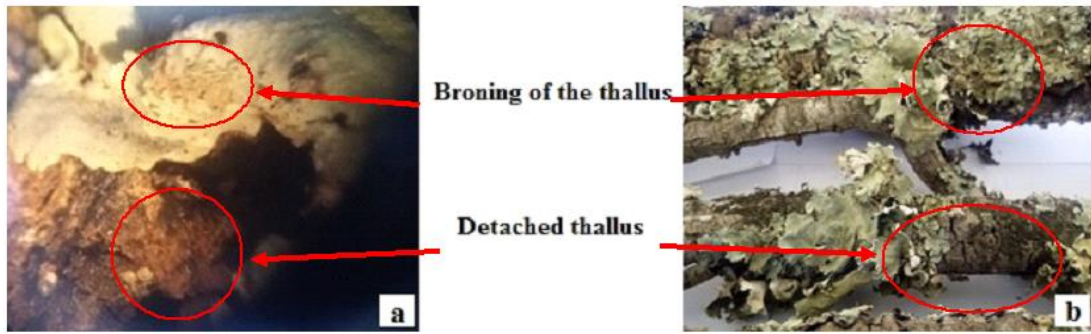 Broning of the thallus
Detached thallus
a
b